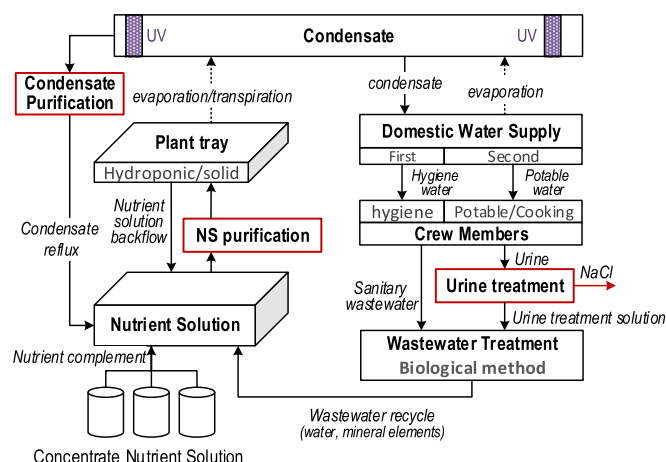 UV
Condensate
UV
Condensate
Purification
evaporation/transpiration
condensate
evaporation
Plant tray
Hydroponic/solid
Domestic Water Supply
First
Second
Hygiene
water
Potable
water
Nutrient
solution
backflow
NS purification
Condensate
reflux
hygiene
Potable/Cooking
Crew Members
Urine
NaCl
Sanitary
wastewater
Urine treatment
Urine treatment solution
Nutrient Solution
Nutrient complement
Wastewater Treatment
Biological method
Wastewater recycle
(water, mineral elements)
Concentrate Nutrient Solution